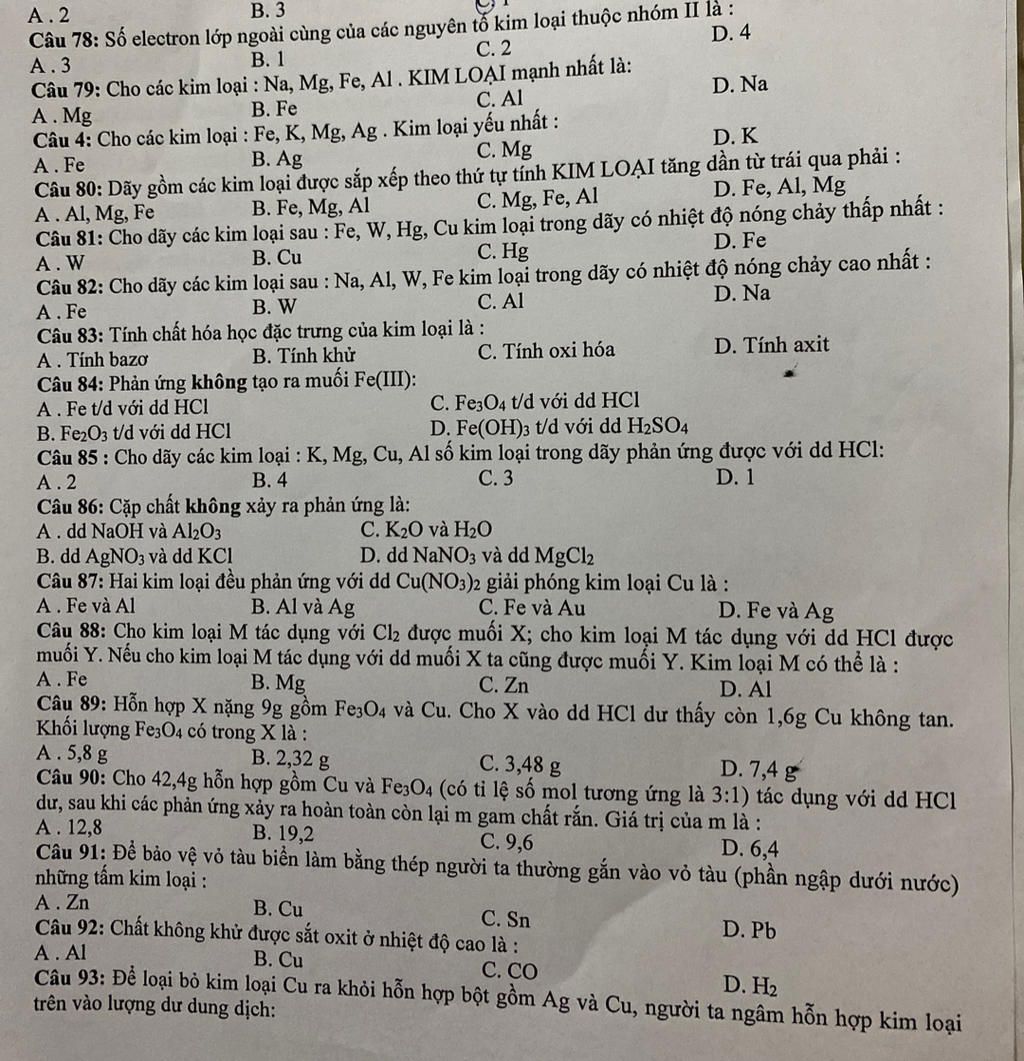 A . 2 B. 3
Câu 78: Số electron lớp ngoài cùng của các nguyên tố kim loại thuộc nhóm II là :
A . 3 B. 1 C. 2 D. 4
Câu 79: Cho các kim loại : Na, Mg, Fe, Al . KIM LOẠI mạnh nhất là:
A . Mg B. Fe C. Al D. Na
Câu 4: Cho các kim loại : Fe, K, Mg, Ag . Kim loại yếu nhất :
A . Fe B. Ag C. Mg D. K
Câu 80: Dãy gồm các kim loại được sắp xếp theo thứ tự tính KIM LOẠI tăng dần từ trái qua phải :
A . Al, Mg, Fe B. Fe, Mg, Al C. Mg, Fe, Al D. Fe, Al, Mg
Câu 81: Cho dãy các kim loại sau : Fe, W, Hg, Cu kim loại trong dãy có nhiệt độ nóng chảy thấp nhất :
A . W B. Cu C. Hg D. Fe
Câu 82: Cho dãy các kim loại sau : Na, Al, W, Fe kim loại trong dãy có nhiệt độ nóng chảy cao nhất :
A . Fe B. W C. Al D. Na
Câu 83: Tính chất hóa học đặc trưng của kim loại là :
A . Tính bazơ B. Tính khử C. Tính oxi hóa D. Tính axit
Câu 84: Phản ứng không tạo ra muối Fe(III):
A . Fe t/d với dd HCl C. Fe₃O₄ t/d với dd HCl
B. Fe₂O₃ t/d với dd HCl D. Fe(OH)₃ t/d với dd H₂SO₄
Câu 85 : Cho dãy các kim loại : K, Mg, Cu, Al số kim loại trong dãy phản ứng được với dd HCl:
A . 2 B. 4 C. 3 D. 1
Câu 86: Cặp chất không xảy ra phản ứng là:
A . dd NaOH và Al₂O₃ C. K₂O và H₂O
B. dd AgNO₃ và dd KCl D. dd NaNO₃ và dd MgCl₂
Câu 87: Hai kim loại đều phản ứng với dd Cu(NO₃)₂ giải phóng kim loại Cu là :
A . Fe và Al B. Al và Ag C. Fe và Au D. Fe và Ag
Câu 88: Cho kim loại M tác dụng với Cl₂ được muối X; cho kim loại M tác dụng với dd HCl được
muối Y. Nếu cho kim loại M tác dụng với dd muối X ta cũng được muối Y. Kim loại M có thể là :
A . Fe B. Mg C. Zn D. Al
Câu 89: Hỗn hợp X nặng 9g gồm Fe₃O₄ và Cu. Cho X vào dd HCl dư thấy còn 1,6g Cu không tan.
Khối lượng Fe₃O₄ có trong X là :
A . 5,8 g B. 2,32 g C. 3,48 g D. 7,4 g
Câu 90: Cho 42,4g hỗn hợp gồm Cu và Fe₃O₄ (có tỉ lệ số mol tương ứng là 3:1) tác dụng với dd HCl
dư, sau khi các phản ứng xảy ra hoàn toàn còn lại m gam chất rắn. Giá trị của m là :
A . 12,8 B. 19,2 C. 9,6 D. 6,4
Câu 91: Để bảo vệ vỏ tàu biển làm bằng thép người ta thường gắn vào vỏ tàu (phần ngập dưới nước)
những tấm kim loại :
A . Zn B. Cu C. Sn D. Pb
Câu 92: Chất không khử được sắt oxit ở nhiệt độ cao là :
A . Al B. Cu C. CO D. H₂
Câu 93: Để loại bỏ kim loại Cu ra khỏi hỗn hợp bột gồm Ag và Cu, người ta ngâm hỗn hợp kim loại
trên vào lượng dư dung dịch: